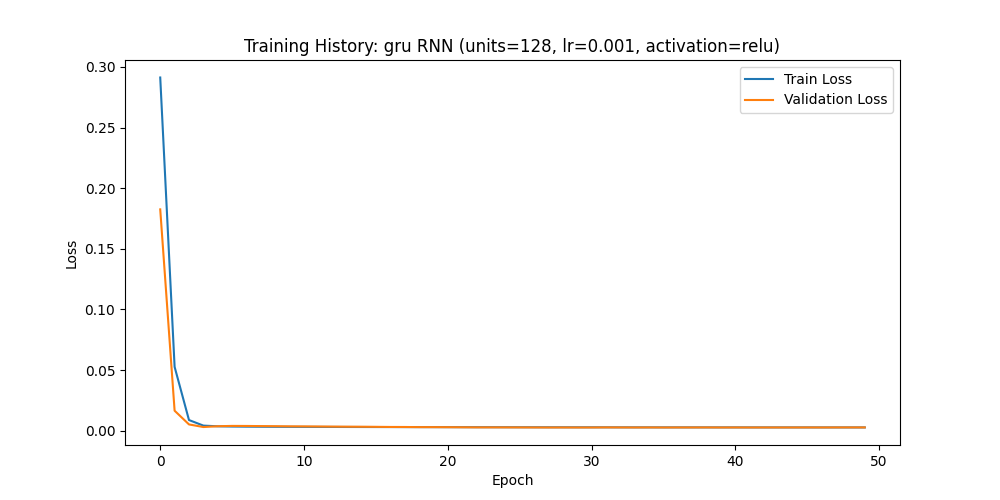 Training History: gru RNN (units=128, lr=0.001, activation=relu)
Train Loss
Validation Loss
0.30
0.25
0.20
0.15
0.10
0.05
0.00
Loss
0 10 20 30 40 50
Epoch